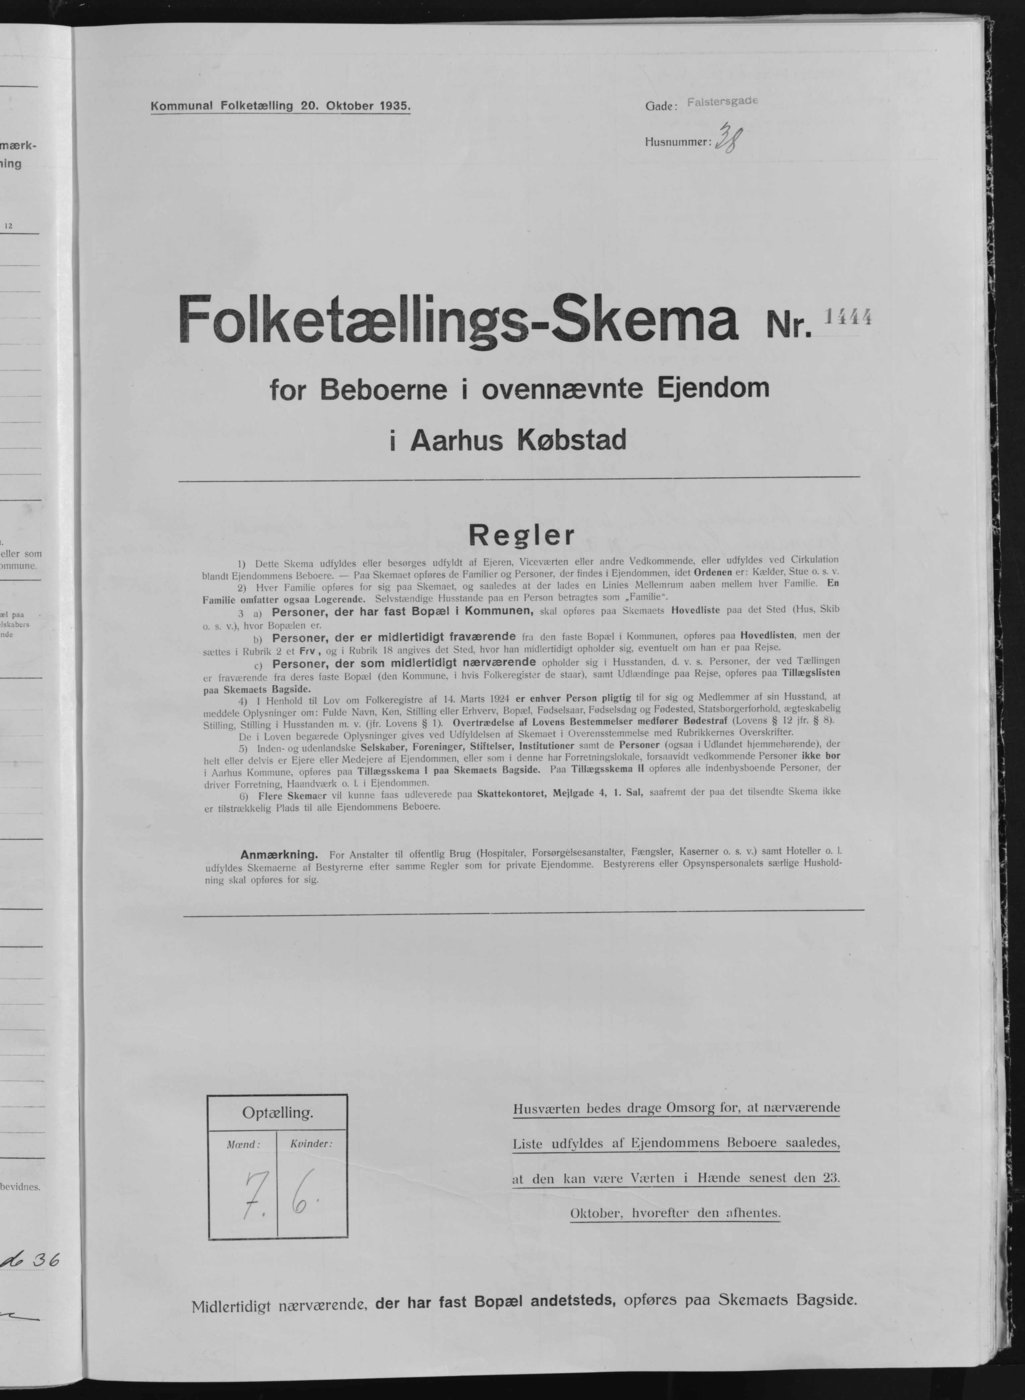 Kommunal Folketælling 20. Oktober 1935.
Gade: Falstersgade
Husnummer: 38
Folketællings-Skema Nr. 1444
for Beboerne i ovennævnte Ejendom
i Aarhus Købstad
Regler
1) Dette Skema udfyldes eller besørges udfyldt af Ejeren, Viceværten eller andre Vedkommende, eller udfyldes ved Cirkulation
blandt Ejendommens Beboere. — Paa Skemaet opføres de Familier og Personer, der findes i Ejendommen, idet Ordenen er: Kælder, Stue o. s. v.
2) Hver Familie opføres for sig paa Skemaet, og saaledes at der lades en Linies Mellemrum aaben mellem hver Familie. En
Familie omfatter ogsaa Logerende. Selvstændige Husstande paa en Person betragtes som „Familie“.
3 a) Personer, der har fast Bopæl i Kommunen, skal opføres paa Skemaets Hovedliste paa det Sted (Hus, Skib
o. s. v.), hvor Bopælen er.
b) Personer, der er midlertidigt fraværende fra den faste Bopæl i Kommunen, opføres paa Hovedlisten, men der
sættes i Rubrik 2 et Frv, og i Rubrik 18 angives det Sted, hvor han midlertidigt opholder sig, eventuelt om han er paa Rejse.
c) Personer, der som midlertidigt nærværende opholder sig i Husstanden, d. v. s. Personer, der ved Tællingen
er fraværende fra deres faste Bopæl (den Kommune, i hvis Folkeregister de staar), samt Udlændinge paa Rejse, opføres paa Tillægslisten
paa Skemaets Bagside.
4) I Henhold til Lov om Folkeregistre af 14. Marts 1924 er enhver Person pligtig til for sig og Medlemmer af sin Husstand, at
meddele Oplysninger om: Fulde Navn, Køn, Stilling eller Erhverv, Bopæl, Fødselsaar, Fødselsdag og Fødested, Statsborgerforhold, ægteskabelig
Stilling, Stilling i Husstanden m. v. (jfr. Lovens § 1). Overtrædelse af Lovens Bestemmelser medfører Bødestraf (Lovens § 12 jfr. § 8).
De i Loven begærede Oplysninger gives ved Udfyldelsen af Skemaet i Overensstemmelse med Rubrikkernes Overskrifter.
5) Inden- og udenlandske Selskaber, Foreninger, Stiftelser, Institutioner samt de Personer (ogsaa i Udlandet hjemmehørende), der
helt eller delvis er Ejere eller Medejere af Ejendommen, eller som i denne har Forretningslokale, forsaavidt vedkommende Personer ikke bor
i Aarhus Kommune, opføres paa Tillægsskema I paa Skemaets Bagside. Paa Tillægsskema II opføres alle indenbysboende Personer, der
driver Forretning, Haandværk o. l. i Ejendommen.
6) Flere Skemaer vil kunne faas udleverede paa Skattekontoret, Mejlgade 4, 1. Sal, saafremt der paa det tilsendte Skema ikke
er tilstrækkelig Plads til alle Ejendommens Beboere.
Anmærkning. For Anstalter til offentlig Brug (Hospitaler, Forsørgelsesanstalter, Fængsler, Kaserner o. s. v.) samt Hoteller o. l.
udfyldes Skemaerne af Bestyrerne efter samme Regler som for private Ejendomme. Bestyrerens eller Opsynspersonalets særlige Hushold-
ning skal opføres for sig.
Optælling.
Mænd: Kvinder:
7. 6.
Husværten bedes drage Omsorg for, at nærværende
Liste udfyldes af Ejendommens Beboere saaledes,
at den kan være Værten i Hænde senest den 23.
Oktober, hvorefter den afhentes.
Midlertidigt nærværende, der har fast Bopæl andetsteds, opføres paa Skemaets Bagside.
mærk-
ning
12
eller som
ommune.
æl paa
elskabers
nde
bevidnes.
36